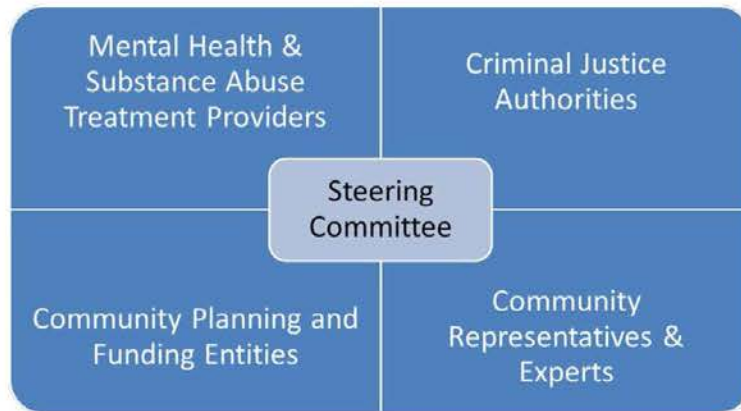 Mental Health &
Substance Abuse
Treatment Providers
Criminal Justice
Authorities
Steering
Committee
Community Planning and
Funding Entities
Community
Representatives &
Experts